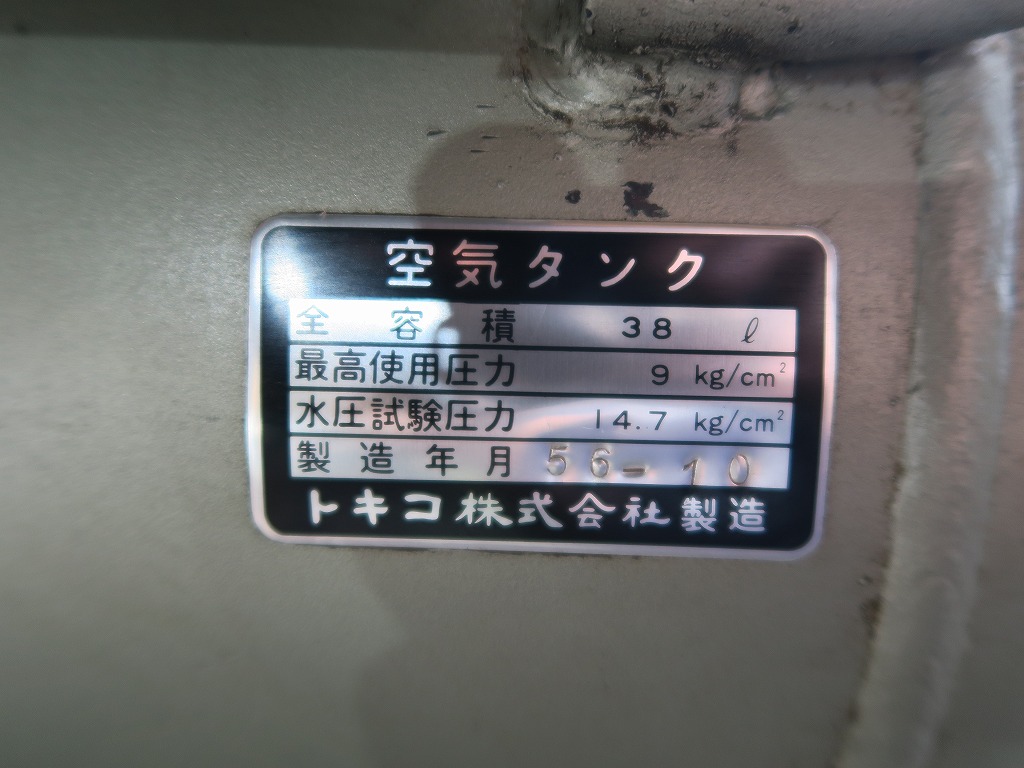 空気タンク
全容積 38 ℓ
最高使用圧力 9 kg/cm²
水圧試験圧力 14.7 kg/cm²
製造年月 56-10
トキコ株式会社製造